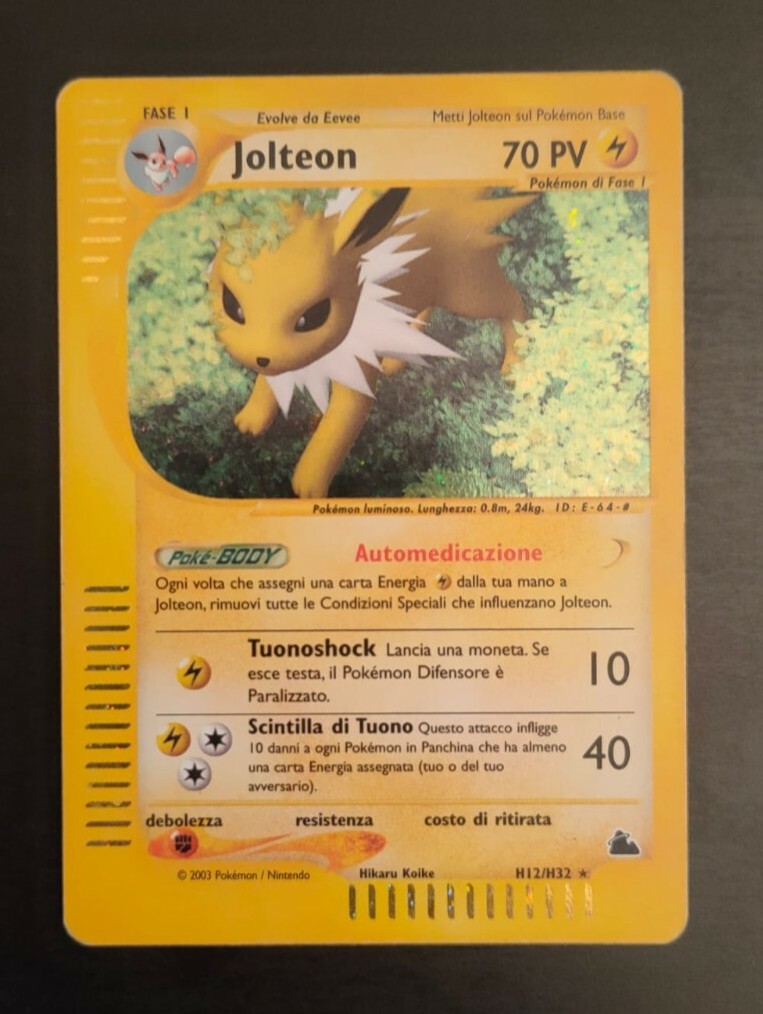 FASE 1
Evolve da Eevee
Metti Jolteon sul Pokémon Base
Jolteon
70 PV
Pokémon di Fase 1
Pokémon luminoso. Lunghezza: 0.8m, 24kg. ID: E-64-#
Poké-BODY
Automedicazione
Ogni volta che assegni una carta Energia dalla tua mano a
Jolteon, rimuovi tutte le Condizioni Speciali che influenzano Jolteon.
Tuonoshock Lancia una moneta. Se
esce testa, il Pokémon Difensore è
Paralizzato.
10
Scintilla di Tuono Questo attacco infligge
10 danni a ogni Pokémon in Panchina che ha almeno
una carta Energia assegnata (tuo o del tuo
avversario).
40
debolezza
resistenza
costo di ritirata
© 2003 Pokémon / Nintendo
Hikaru Koike
H12/H32 ★